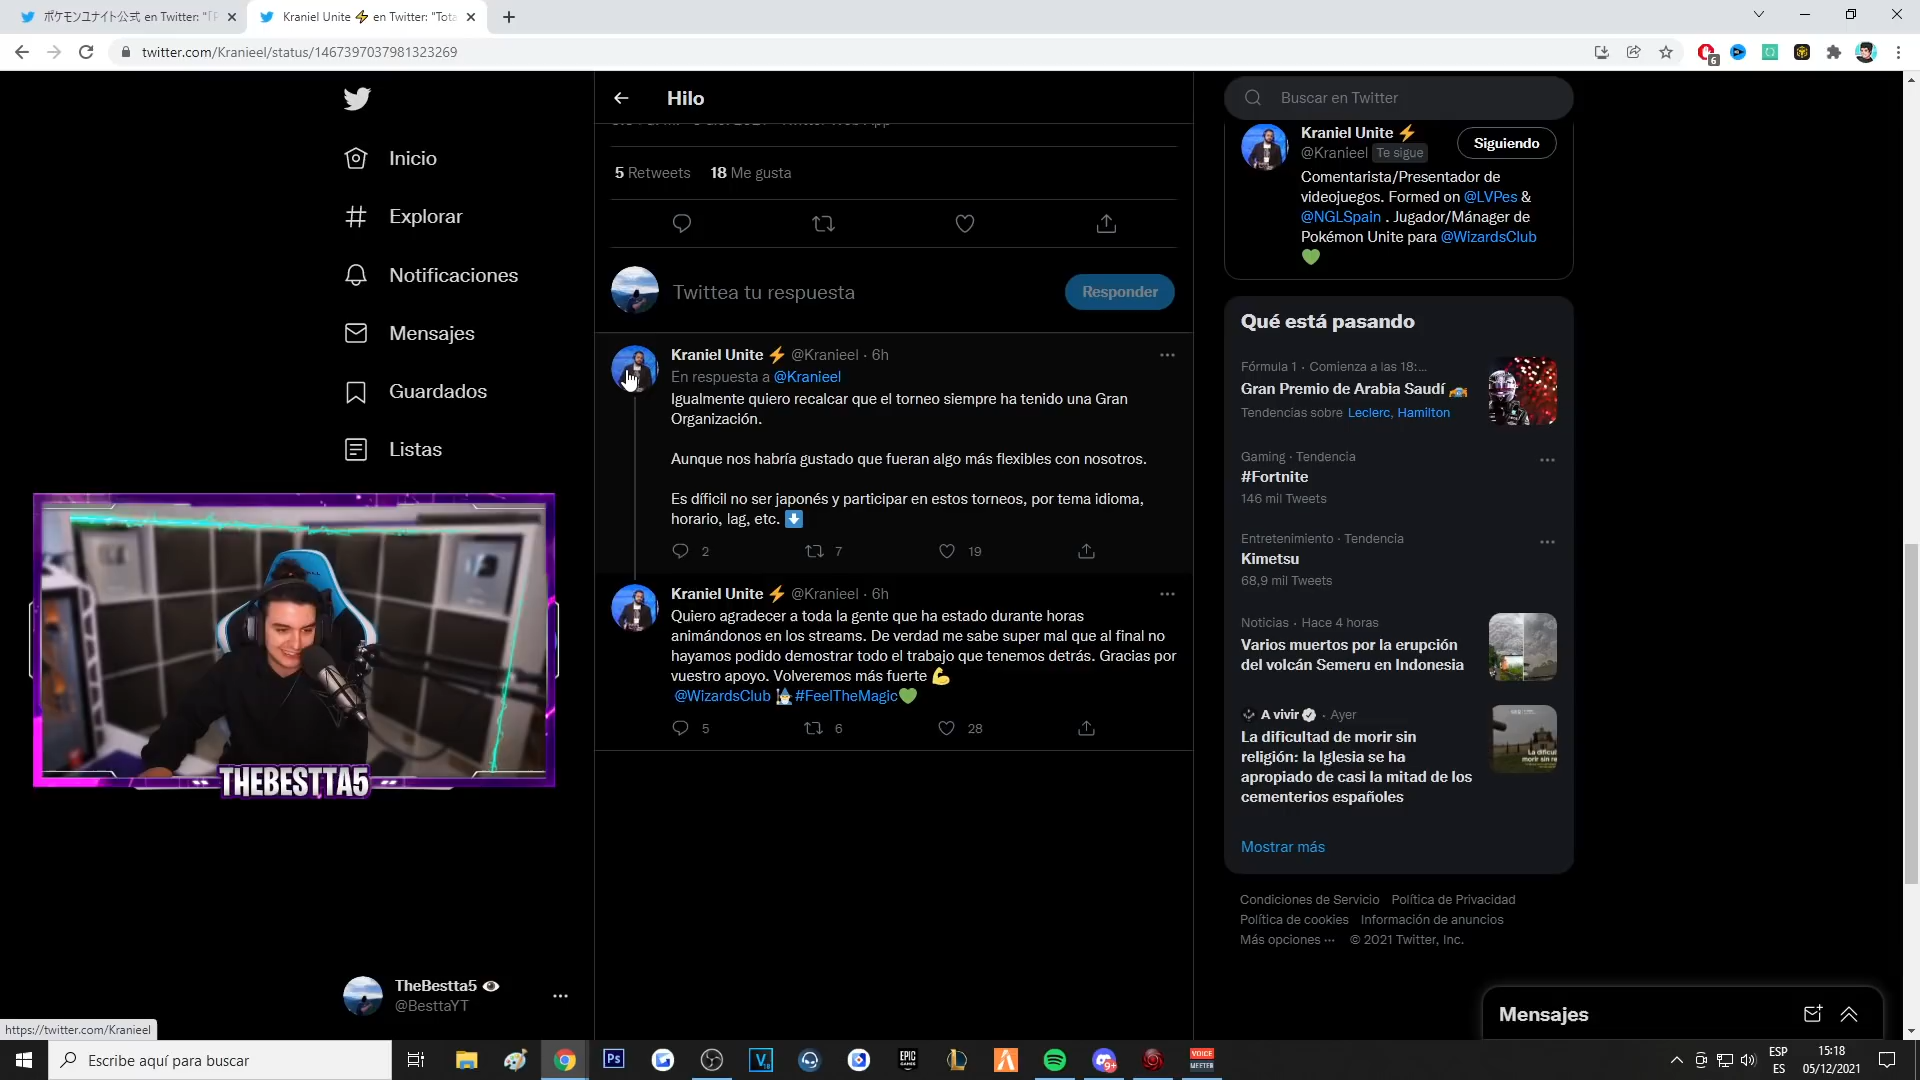 ポケモンユナイト公式 en Twitter: "「P
Kraniel Unite ⚡ en Twitter: "Tota
twitter.com/Kranieel/status/1467397037981323269
6
Inicio
Explorar
Notificaciones
Mensajes
Guardados
Listas
THEBESTTA5
TheBestta5 👁
@BesttaYT
https://twitter.com/Kranieel
Hilo
5 Retweets 18 Me gusta
Twittea tu respuesta
Responder
Kraniel Unite ⚡ @Kranieel · 6h
En respuesta a @Kranieel
Igualmente quiero recalcar que el torneo siempre ha tenido una Gran
Organización.
Aunque nos habría gustado que fueran algo más flexibles con nosotros.
Es díficil no ser japonés y participar en estos torneos, por tema idioma,
horario, lag, etc. ⬇️
2 7 19
Kraniel Unite ⚡ @Kranieel · 6h
Quiero agradecer a toda la gente que ha estado durante horas
animándonos en los streams. De verdad me sabe super mal que al final no
hayamos podido demostrar todo el trabajo que tenemos detrás. Gracias por
vuestro apoyo. Volveremos más fuerte 💪
@WizardsClub 🧙‍♂️#FeelTheMagic💚
5 6 28
Buscar en Twitter
Kraniel Unite ⚡
@Kranieel Te sigue
Siguiendo
Comentarista/Presentador de
videojuegos. Formed on @LVPes &
@NGLSpain . Jugador/Mánager de
Pokémon Unite para @WizardsClub
💚
Qué está pasando
Fórmula 1 · Comienza a las 18:...
Gran Premio de Arabia Saudí 🏎️
Tendencias sobre Leclerc, Hamilton
Gaming · Tendencia
#Fortnite
146 mil Tweets
Entretenimiento · Tendencia
Kimetsu
68,9 mil Tweets
Noticias · Hace 4 horas
Varios muertos por la erupción
del volcán Semeru en Indonesia
A vivir · Ayer
La dificultad de morir sin
religión: la Iglesia se ha
apropiado de casi la mitad de los
cementerios españoles
Mostrar más
Condiciones de Servicio Política de Privacidad
Política de cookies Información de anuncios
Más opciones ··· © 2021 Twitter, Inc.
Mensajes
Escribe aquí para buscar
Ps
EPIC
GAMES
9+
VOICE
MEETER
ESP
ES
15:18
05/12/2021